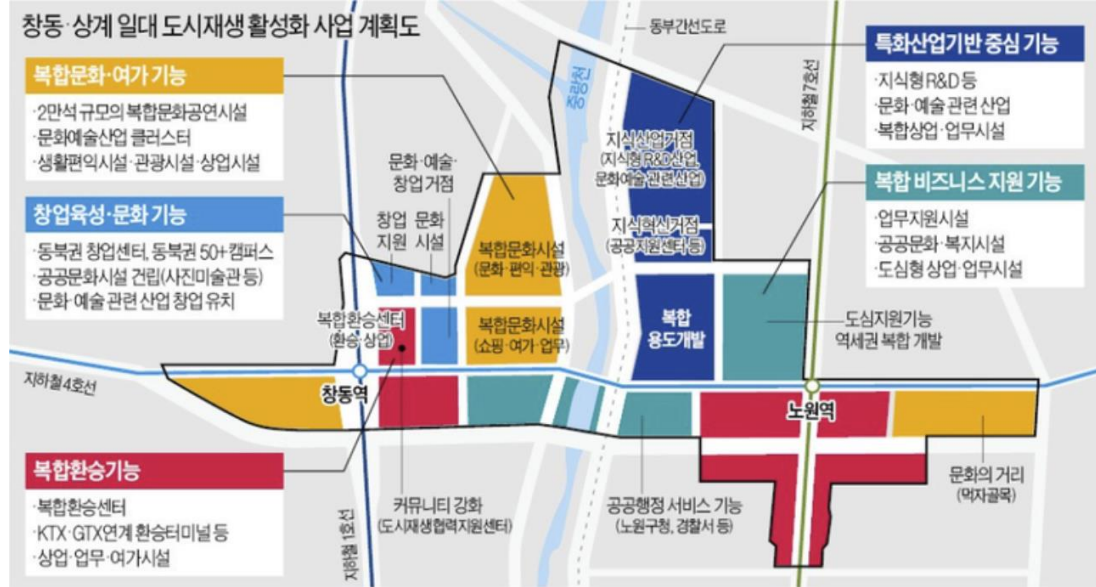 창동·상계 일대 도시재생 활성화 사업 계획도
복합문화·여가 기능
·2만석 규모의 복합문화공연시설
·문화예술산업 클러스터
·생활편익시설·관광시설·상업시설
창업육성·문화 기능
·동북권 창업센터, 동북권 50+캠퍼스
·공공문화시설 건립(사진미술관 등)
·문화·예술 관련 산업 창업 유치
복합환승기능
·복합환승센터
·KTX·GTX연계 환승터미널 등
·상업·업무·여가시설
특화산업기반 중심 기능
·지식형 R&D 등
·문화·예술 관련 산업
·복합상업·업무시설
복합 비즈니스 지원 기능
·업무지원시설
·공공문화·복지시설
·도심형 상업·업무시설
동부간선도로
중랑천
지하철 7호선
문화·예술·
창업 거점
창업
지원
문화
시설
복합문화시설
(문화·편익·관광)
복합문화시설
(쇼핑·여가·업무)
복합환승센터
(환승·상업)
지식산업거점
(지식형 R&D산업,
문화예술 관련 산업)
지식혁신거점
(공공지원센터 등)
복합
용도개발
도심지원기능
역세권 복합 개발
지하철 4호선
창동역
노원역
지하철 1호선
커뮤니티 강화
(도시재생협력지원센터)
공공행정 서비스 기능
(노원구청, 경찰서 등)
문화의 거리
(먹자골목)